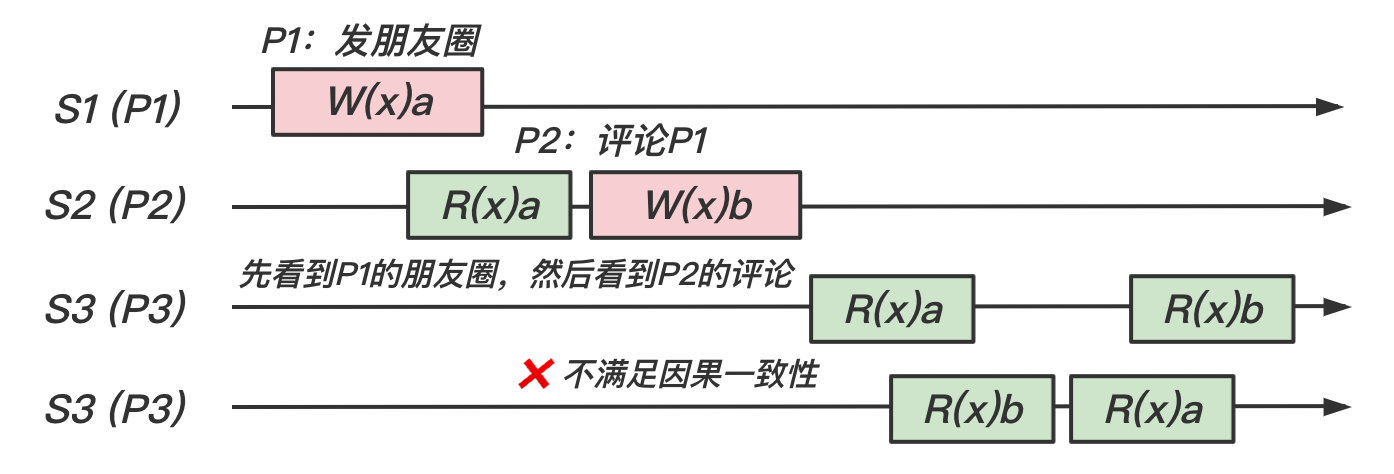 P1：发朋友圈
S1 (P1)
W(x)a
P2：评论P1
S2 (P2)
R(x)a
W(x)b
先看到P1的朋友圈，然后看到P2的评论
S3 (P3)
R(x)a
R(x)b
不满足因果一致性
S3 (P3)
R(x)b
R(x)a